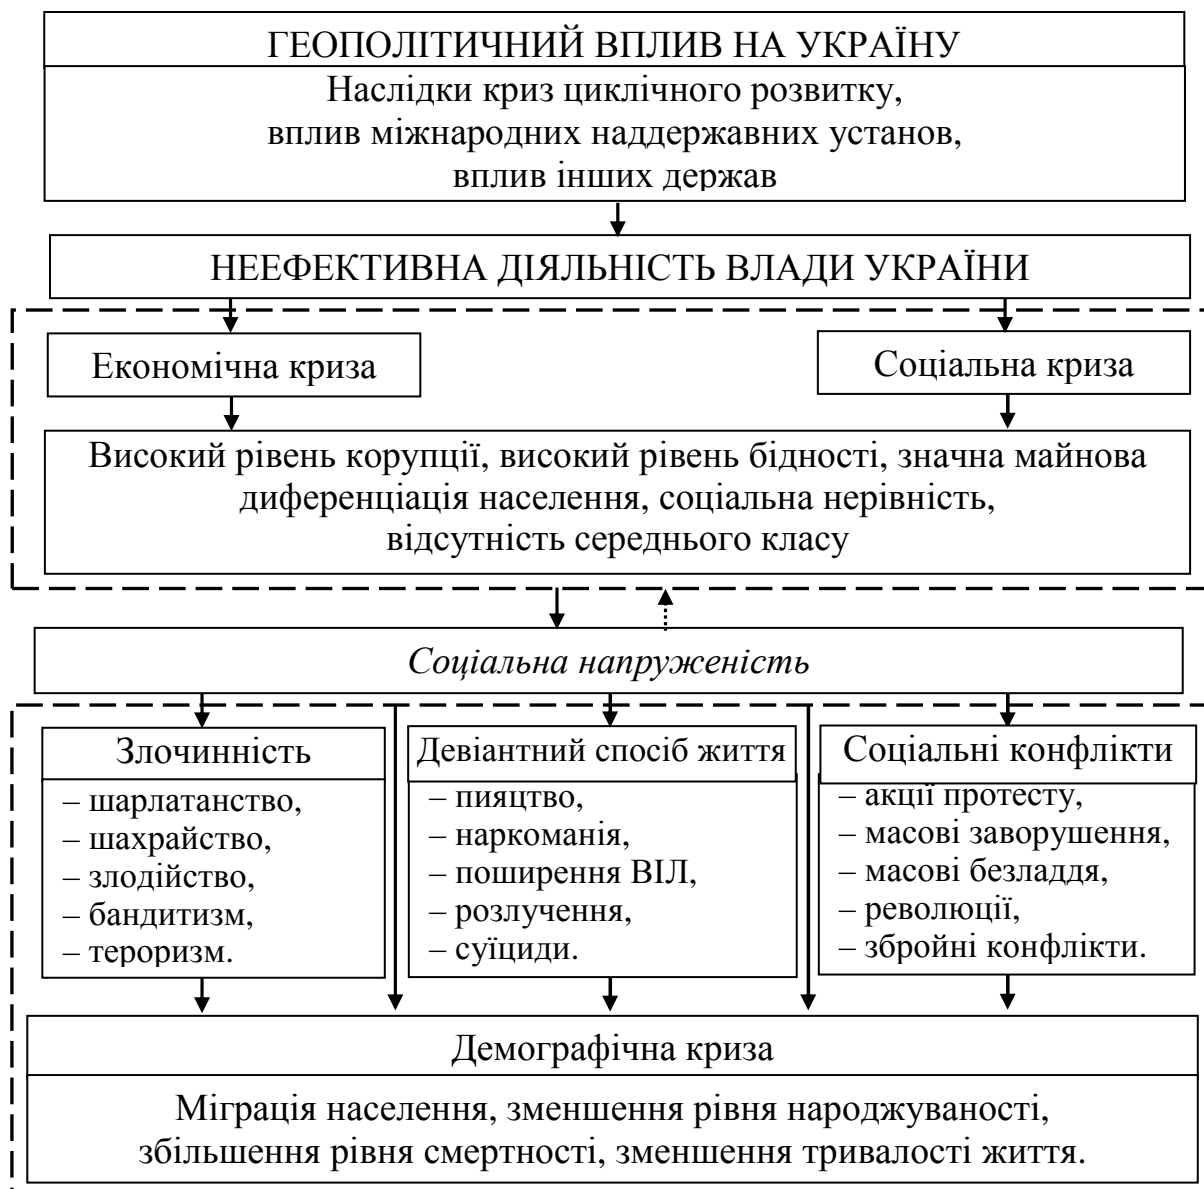 ГЕОПОЛІТИЧНИЙ ВПЛИВ НА УКРАЇНУ
Наслідки криз циклічного розвитку,
вплив міжнародних наддержавних установ,
вплив інших держав
НЕЕФЕКТИВНА ДІЯЛЬНІСТЬ ВЛАДИ УКРАЇНИ
Економічна криза
Соціальна криза
Високий рівень корупції, високий рівень бідності, значна майнова
диференціація населення, соціальна нерівність,
відсутність середнього класу
Соціальна напруженість
Злочинність
– шарлатанство,
– шахрайство,
– злодійство,
– бандитизм,
– тероризм.
Девіантний спосіб життя
– пияцтво,
– наркоманія,
– поширення ВІЛ,
– розлучення,
– суїциди.
Соціальні конфлікти
– акції протесту,
– масові заворушення,
– масові безладдя,
– революції,
– збройні конфлікти.
Демографічна криза
Міграція населення, зменшення рівня народжуваності,
збільшення рівня смертності, зменшення тривалості життя.